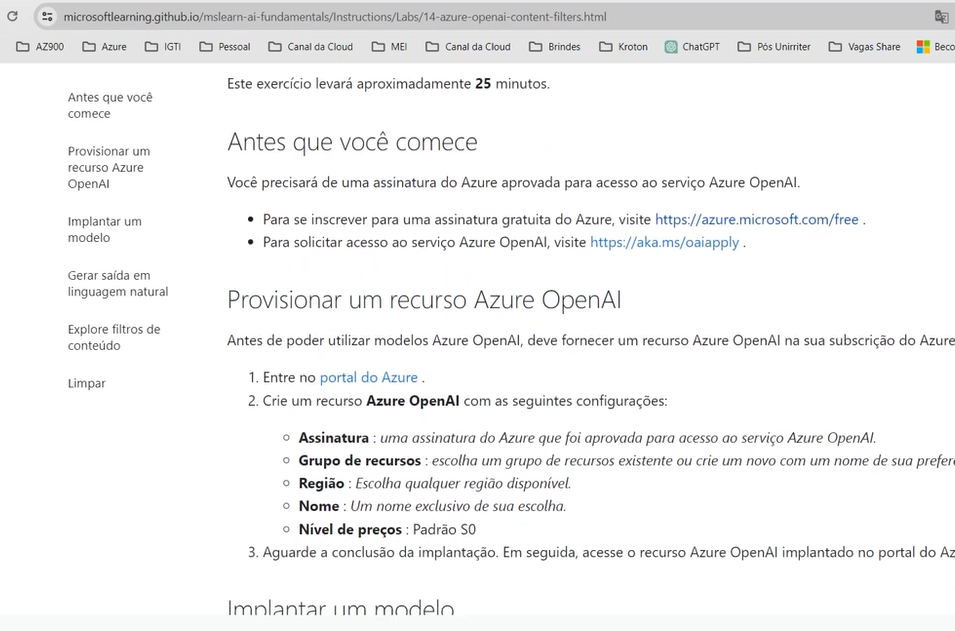 microsoftlearning.github.io/mslearn-ai-fundamentals/Instructions/Labs/14-azure-openai-content-filters.html
AZ900 Azure IGTI Pessoal Canal da Cloud MEI Canal da Cloud Brindes Kroton ChatGPT Pós Unirriter Vagas Share
Antes que você
comece
Provisionar um
recurso Azure
OpenAI
Implantar um
modelo
Gerar saída em
linguagem natural
Explore filtros de
conteúdo
Limpar
Este exercício levará aproximadamente 25 minutos.
Antes que você comece
Você precisará de uma assinatura do Azure aprovada para acesso ao serviço Azure OpenAI.
• Para se inscrever para uma assinatura gratuita do Azure, visite https://azure.microsoft.com/free .
• Para solicitar acesso ao serviço Azure OpenAI, visite https://aka.ms/oaiapply .
Provisionar um recurso Azure OpenAI
Antes de poder utilizar modelos Azure OpenAI, deve fornecer um recurso Azure OpenAI na sua subscrição do Azure
1. Entre no portal do Azure .
2. Crie um recurso Azure OpenAI com as seguintes configurações:
Assinatura : uma assinatura do Azure que foi aprovada para acesso ao serviço Azure OpenAI.
Grupo de recursos : escolha um grupo de recursos existente ou crie um novo com um nome de sua
Região : Escolha qualquer região disponível.
Nome : Um nome exclusivo de sua escolha.
Nível de preços : Padrão S0
3. Aguarde a conclusão da implantação. Em seguida, acesse o recurso Azure OpenAI implantado no portal do
Implantar um modelo